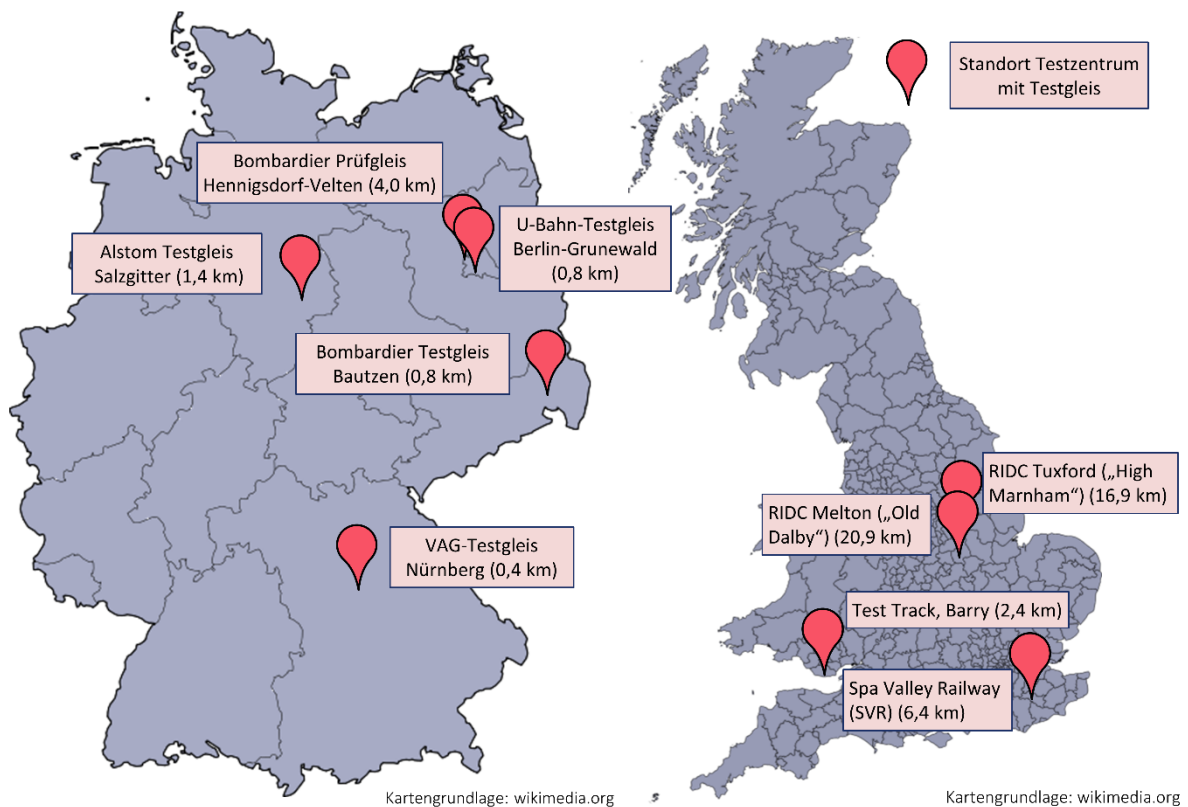 Standort Testzentrum
mit Testgleis
Bombardier Prüfgleis
Hennigsdorf-Velten (4,0 km)
U-Bahn-Testgleis
Berlin-Grunewald
(0,8 km)
Alstom Testgleis
Salzgitter (1,4 km)
Bombardier Testgleis
Bautzen (0,8 km)
VAG-Testgleis
Nürnberg (0,4 km)
RIDC Tuxford („High
Marnham“) (16,9 km)
RIDC Melton („Old
Dalby“) (20,9 km)
Test Track, Barry (2,4 km)
Spa Valley Railway
(SVR) (6,4 km)
Kartengrundlage: wikimedia.org
Kartengrundlage: wikimedia.org